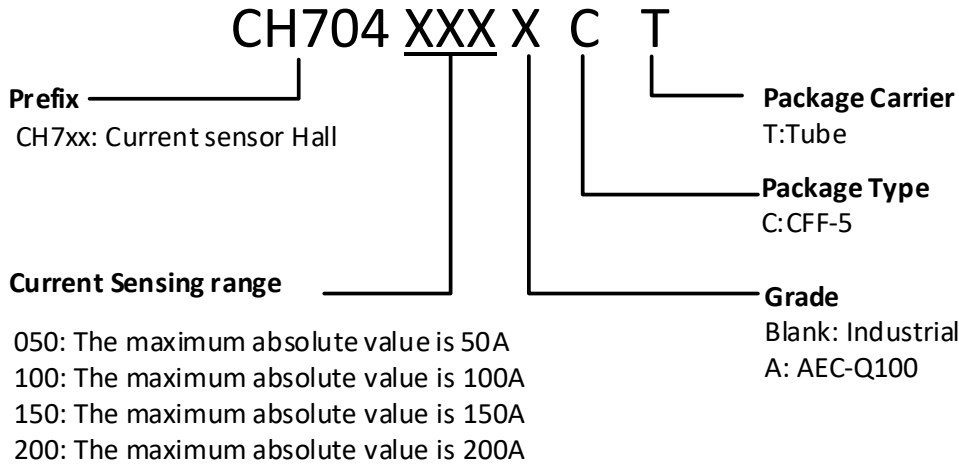 CH704 XXX X C T
Prefix
CH7xx: Current sensor Hall
Package Carrier
T:Tube
Package Type
C:CFF-5
Current Sensing range
050: The maximum absolute value is 50A
100: The maximum absolute value is 100A
150: The maximum absolute value is 150A
200: The maximum absolute value is 200A
Grade
Blank: Industrial
A: AEC-Q100